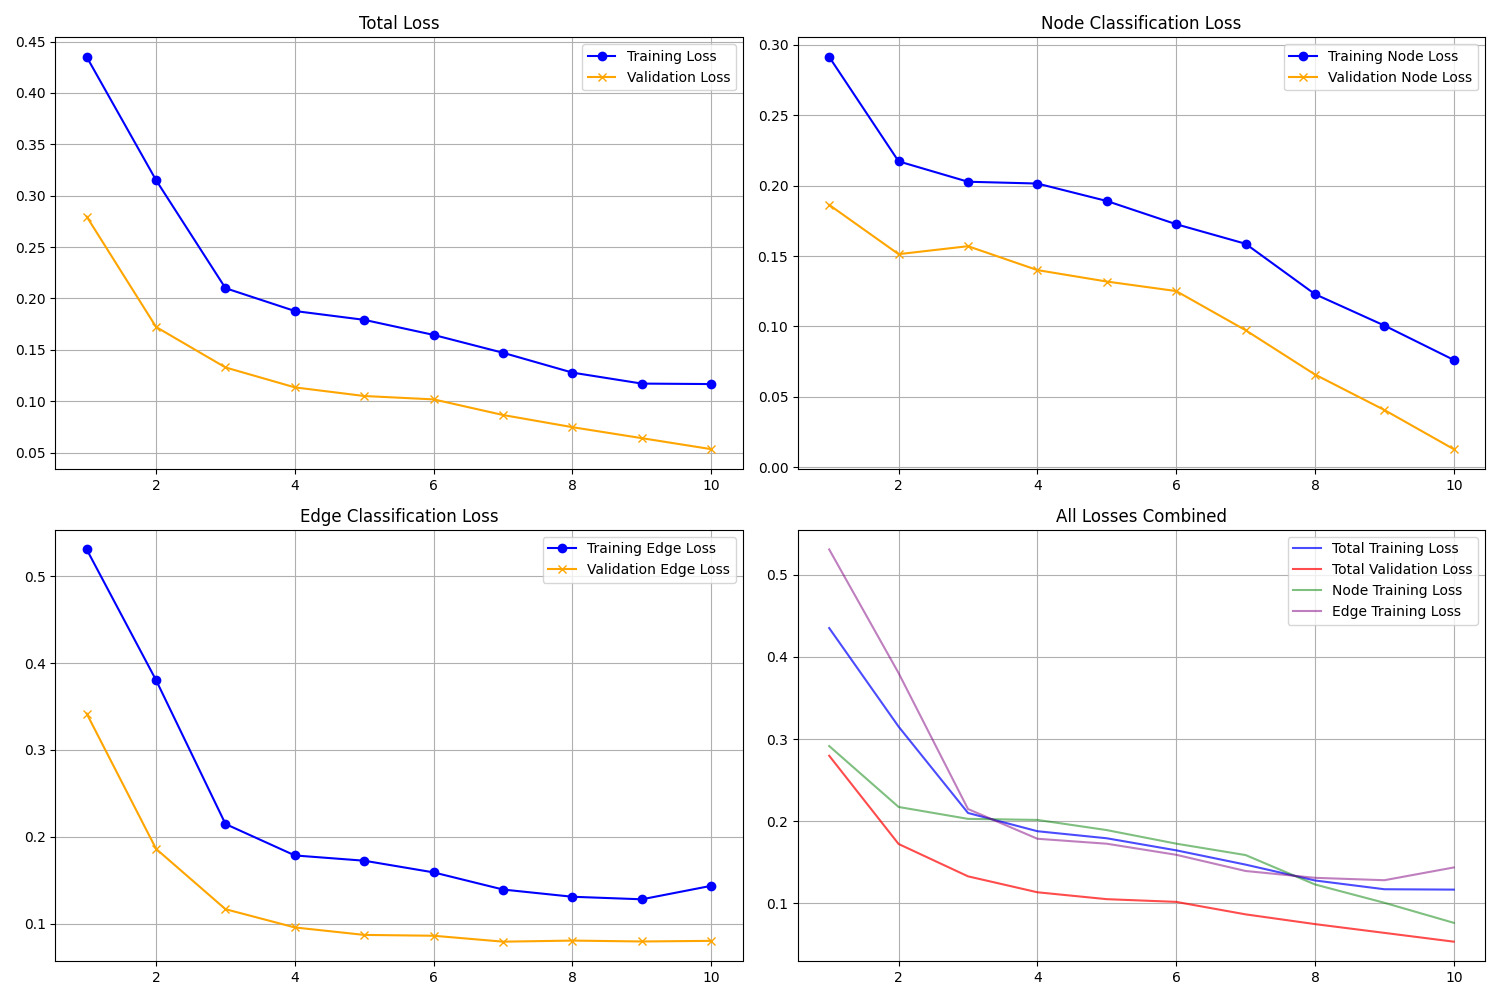 Total Loss
0.45
0.40
0.35
0.30
0.25
0.20
0.15
0.10
0.05
2 4 6 8 10
Training Loss
Validation Loss
Node Classification Loss
0.30
0.25
0.20
0.15
0.10
0.05
0.00
2 4 6 8 10
Training Node Loss
Validation Node Loss
Edge Classification Loss
0.5
0.4
0.3
0.2
0.1
2 4 6 8 10
Training Edge Loss
Validation Edge Loss
All Losses Combined
0.5
0.4
0.3
0.2
0.1
2 4 6 8 10
Total Training Loss
Total Validation Loss
Node Training Loss
Edge Training Loss